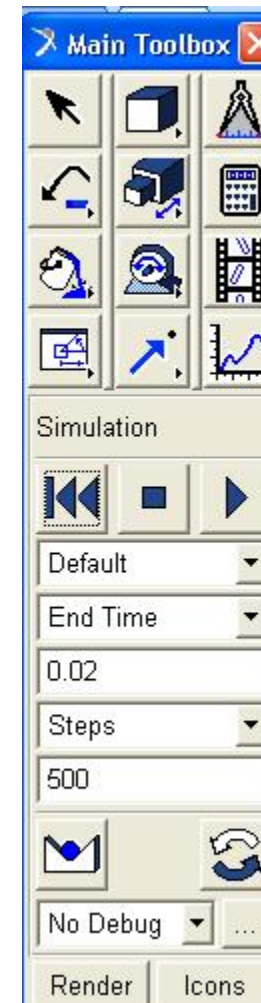 Main Toolbox
Simulation
Default
End Time
0.02
Steps
500
No Debug
...
Render Icons